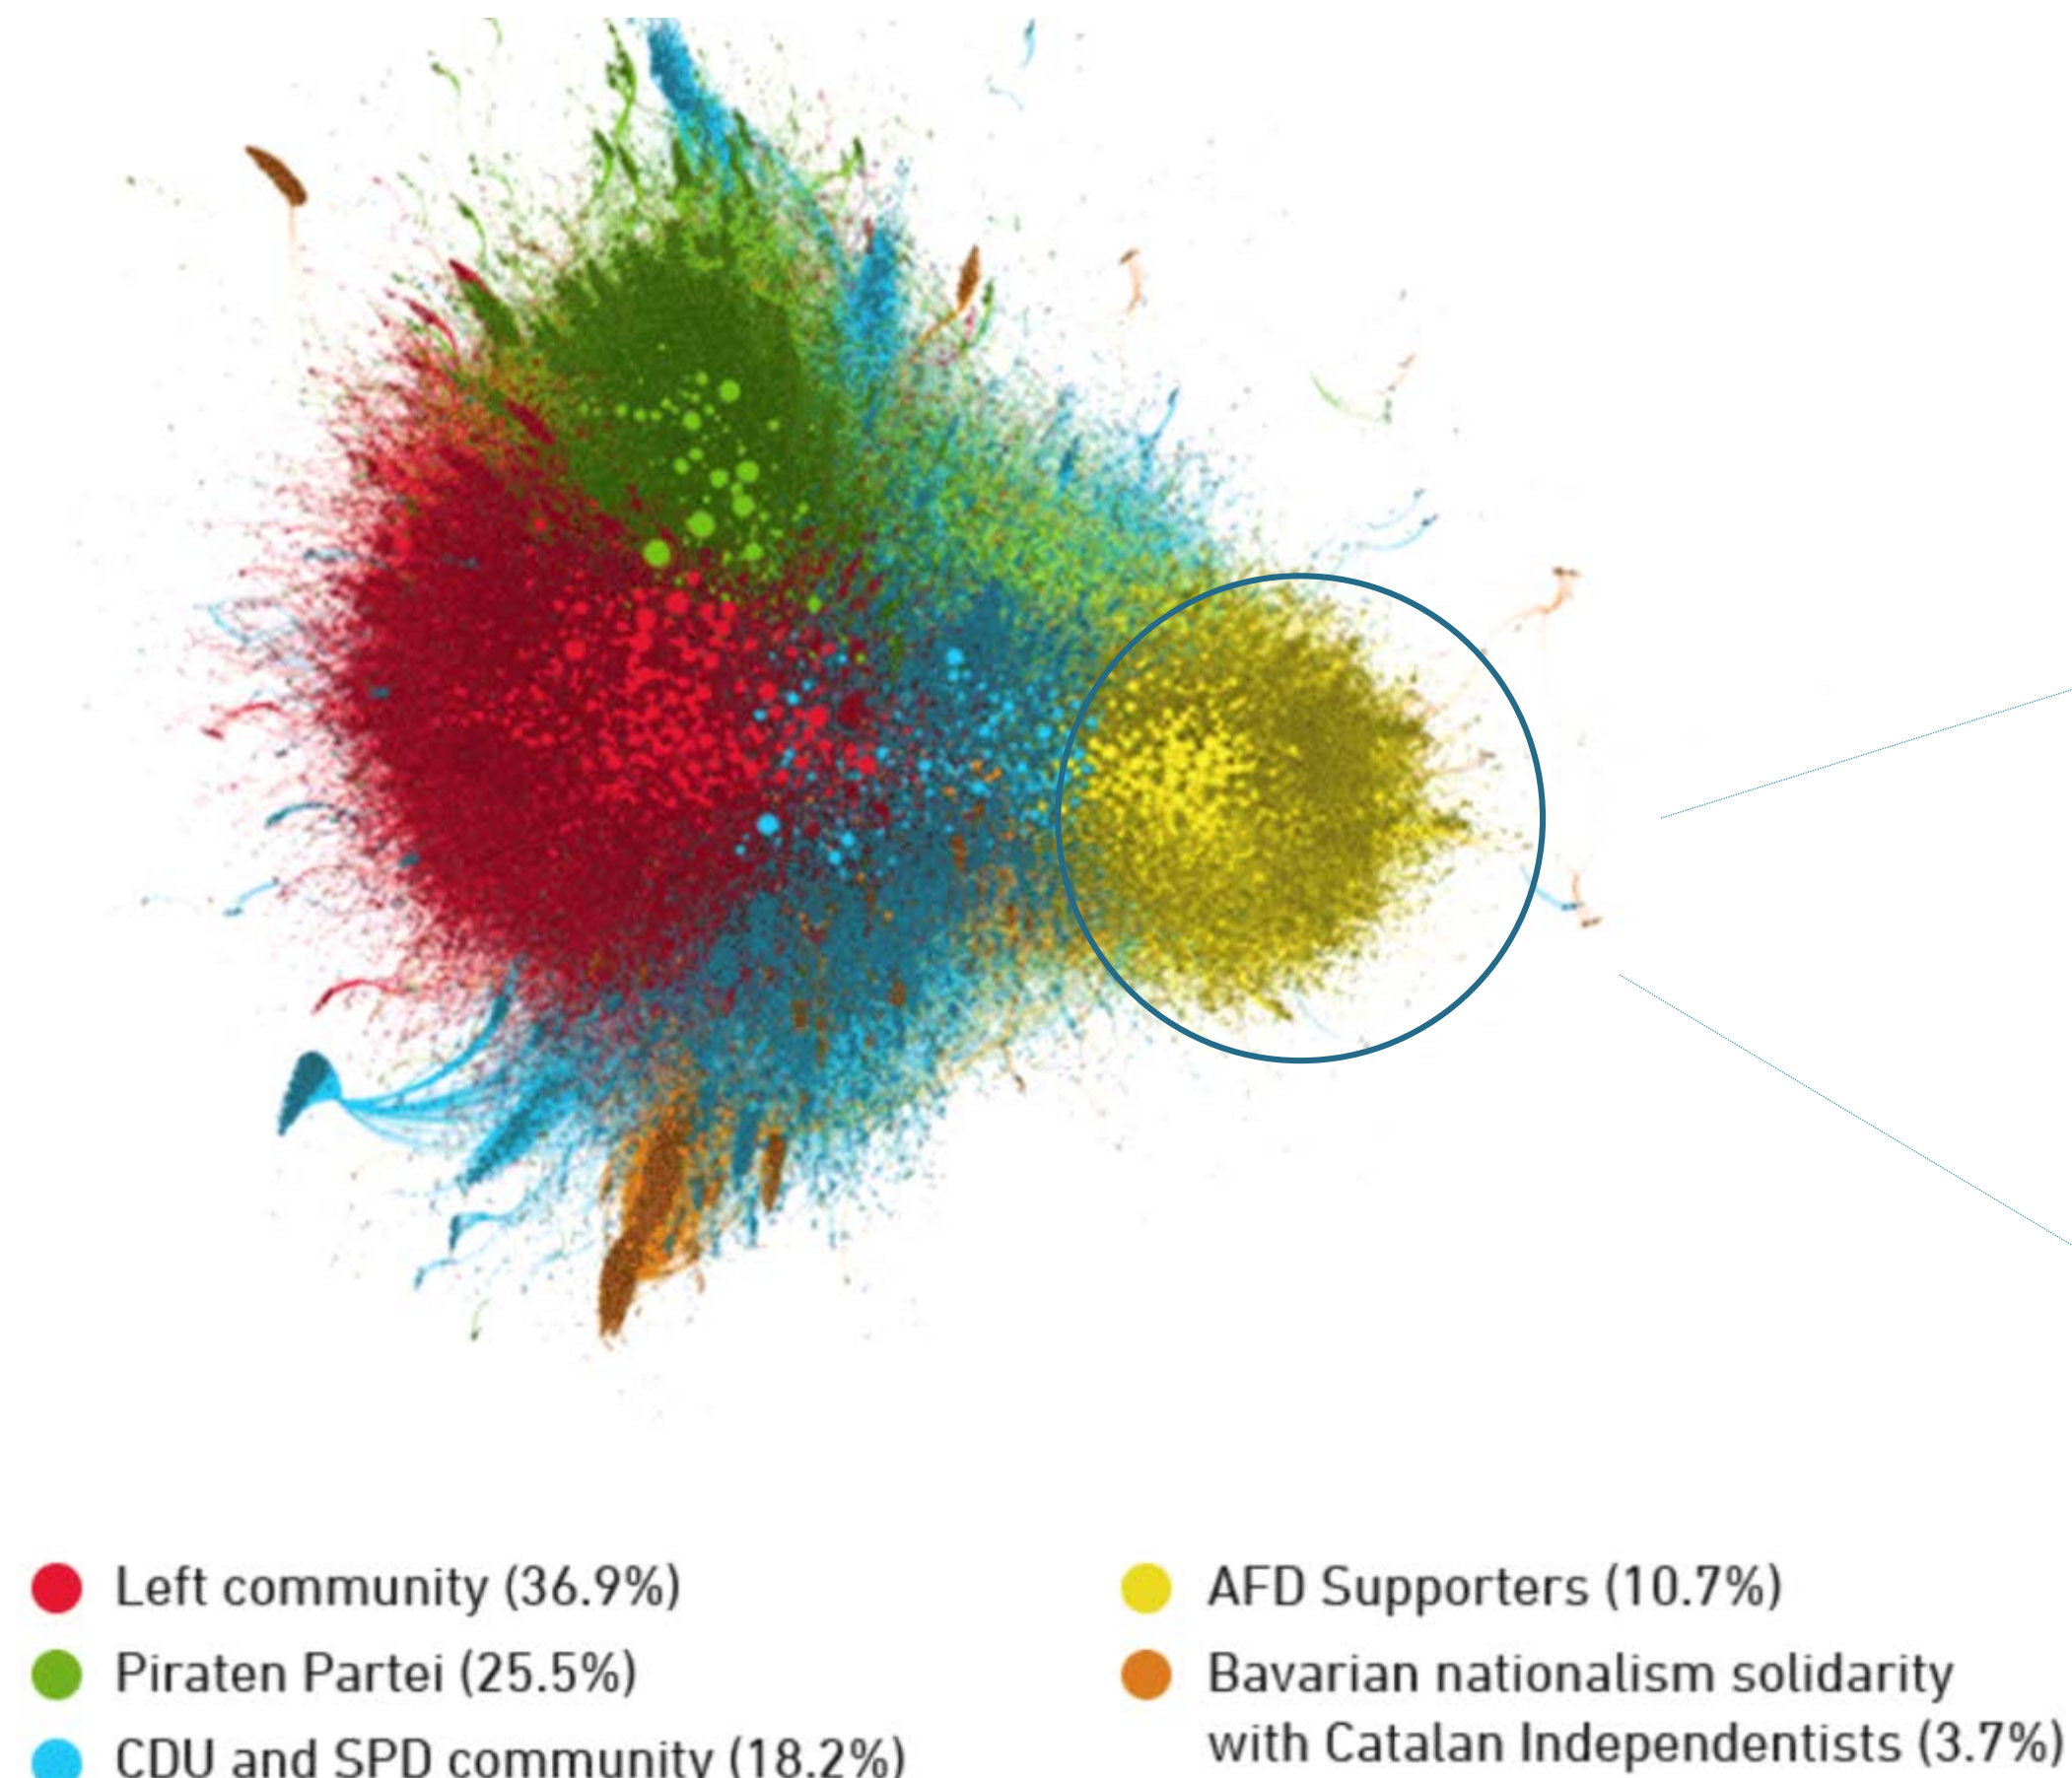 Left community (36.9%)
Piraten Partei (25.5%)
CDU and SPD community (18.2%)
AFD Supporters (10.7%)
Bavarian nationalism solidarity
with Catalan Independentists (3.7%)